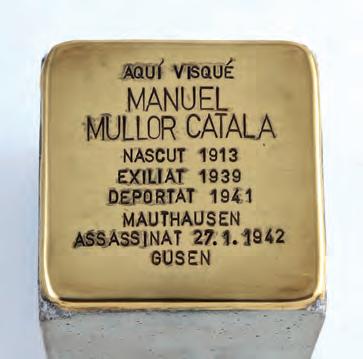 AQUÍ VISQUÉ
MANUEL
MULLOR CATALA
NASCUT 1913
EXILIAT 1939
DEPORTAT 1941
MAUTHAUSEN
ASSASSINAT 27.1.1942
GUSEN